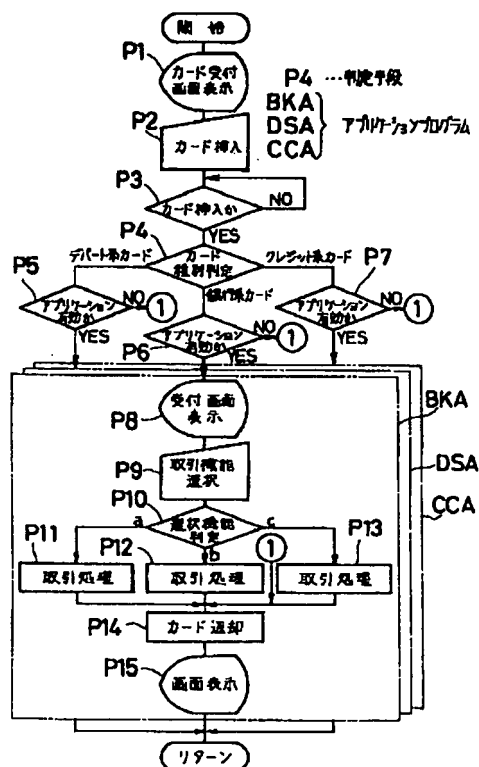 開始
P1
カード受付
画面表示
P4 …判定手段
BKA
DSA
CCA
アプリケーションプログラム
P2
カード挿入
P3
カード挿入か
NO
YES
P4
カード
種別判定
デパート系カード
クレジット系カード
銀行系カード
P5
アプリケーション
有効か
NO
1
YES
P6
アプリケーション
有効か
NO
1
YES
P7
アプリケーション
有効か
NO
1
YES
P8
受付画面
表示
BKA
DSA
CCA
P9
取引機能
選択
P10
選択機能
判定
a
b
c
1
P11
取引処理
P12
取引処理
P13
取引処理
P14
カード返却
P15
画面表示
リターン